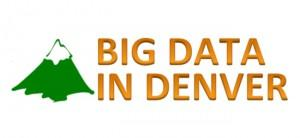 BIG DATA
IN DENVER